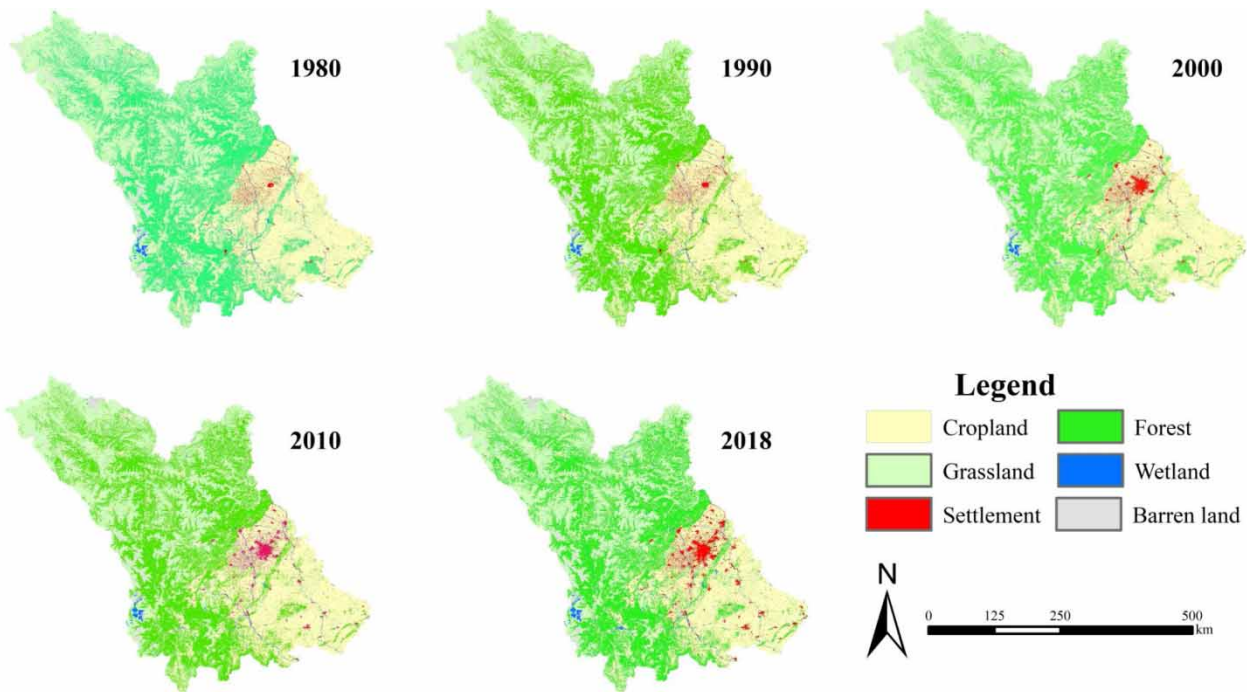 1980
1990
2000
2010
2018
Legend
Cropland
Forest
Grassland
Wetland
Settlement
Barren land
N
0 125 250 500
km